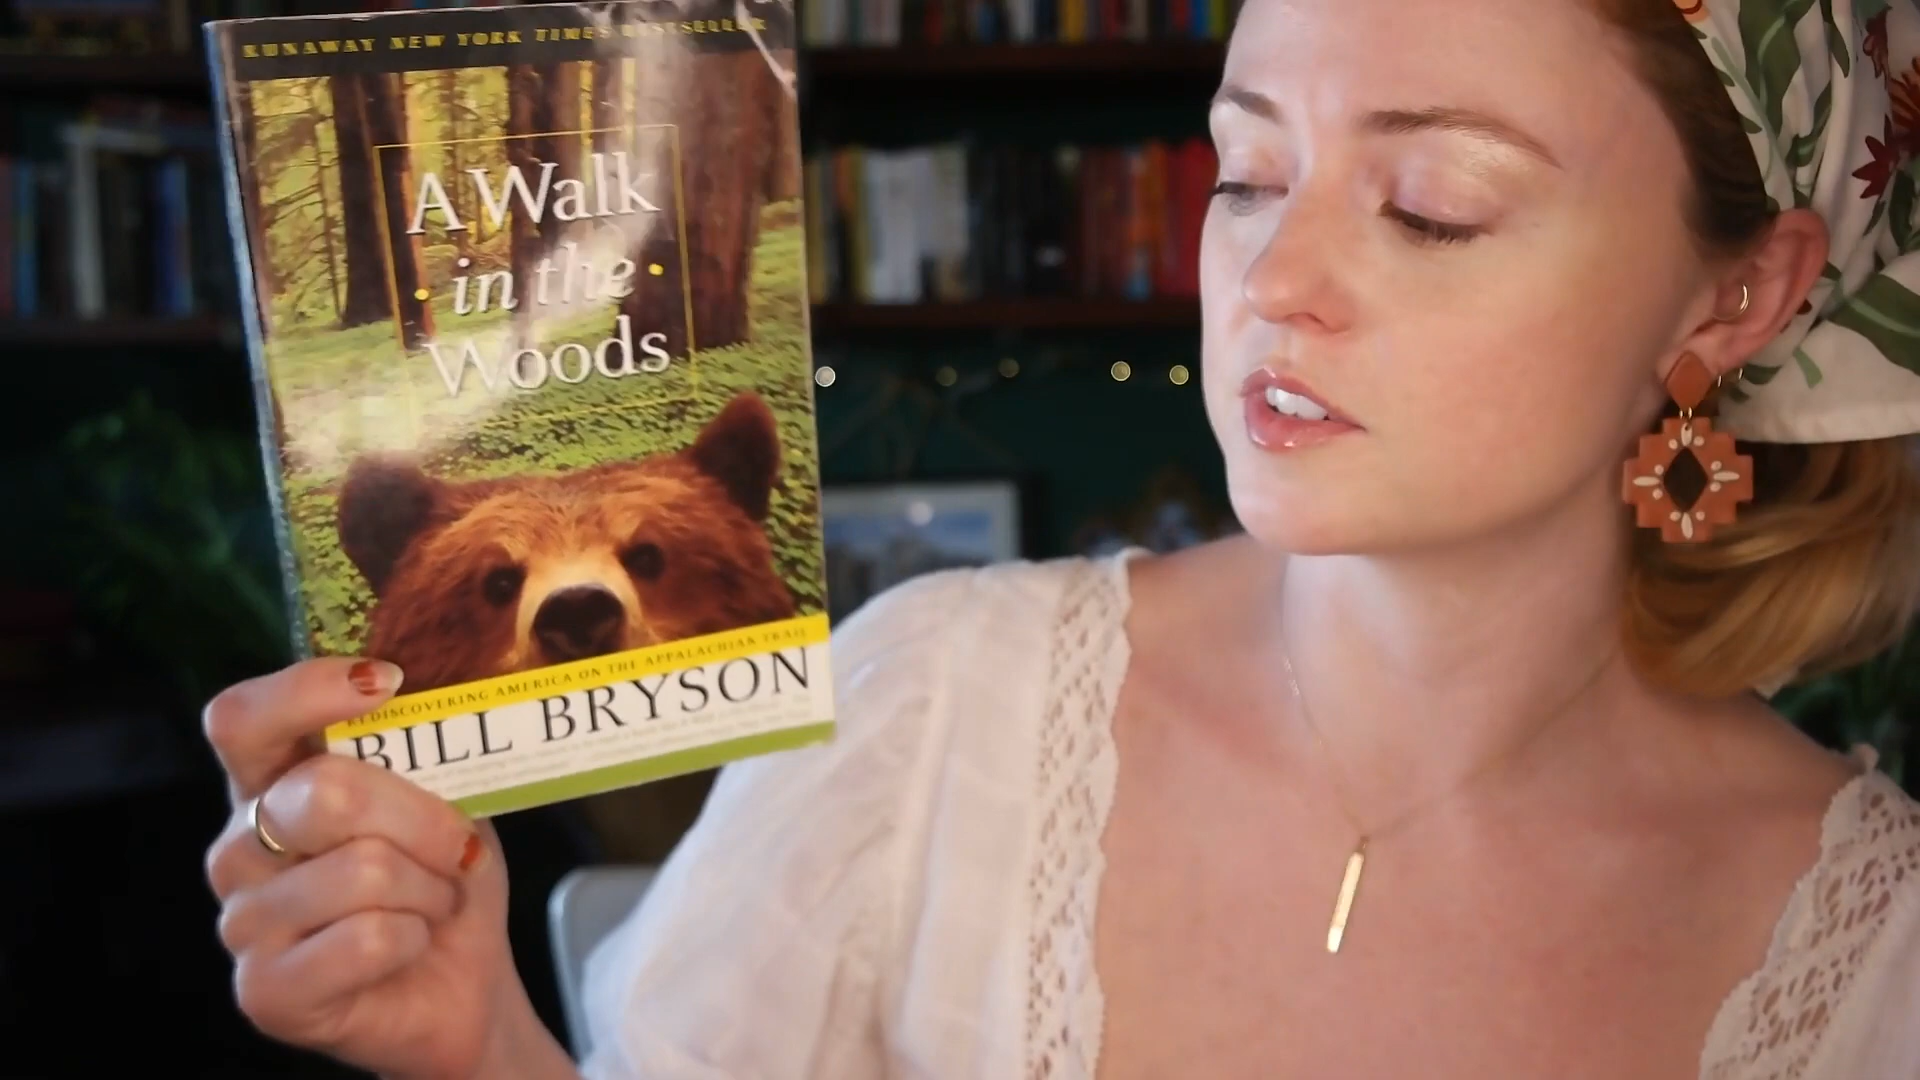 RUNAWAY NEW YORK TIMES BESTSELLER
A Walk
in the
Woods
REDISCOVERING AMERICA ON THE APPALACHIAN TRAIL
BILL BRYSON